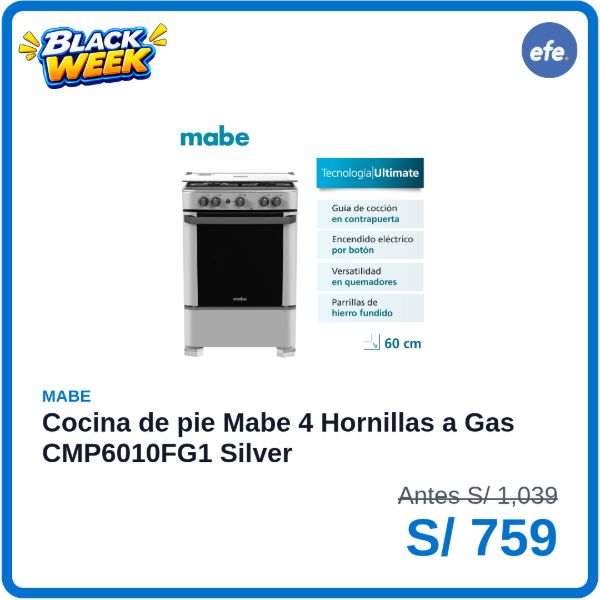 BLACK
WEEK
efe.
mabe
Tecnología|Ultimate
Guía de cocción
en contrapuerta
Encendido eléctrico
por botón
Versatilidad
en quemadores
Parrillas de
hierro fundido
mabe
60 cm
MABE
Cocina de pie Mabe 4 Hornillas a Gas
CMP6010FG1 Silver
Antes S/ 1,039
S/ 759